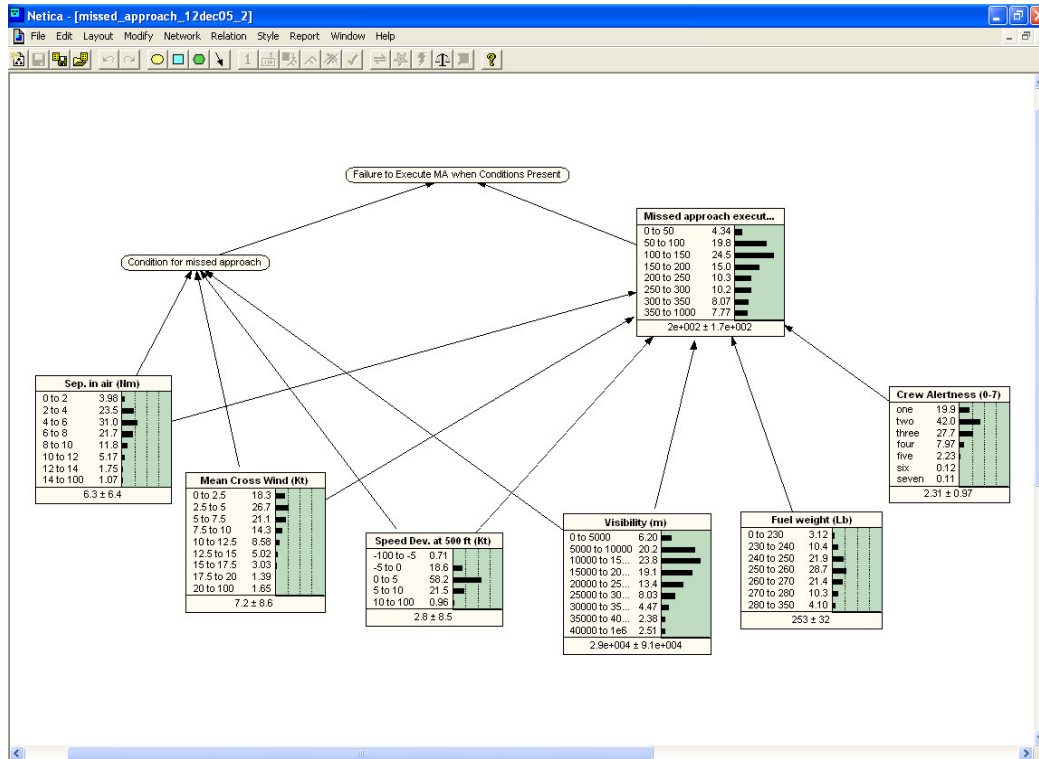 Netica - [missed_approach_12dec05_2]
File Edit Layout Modify Network Relation Style Report Window Help
Failure to Execute MA when Conditions Present
Condition for missed approach
Missed approach execut...
0 to 50 4.34
50 to 100 19.8
100 to 150 24.5
150 to 200 15.0
200 to 250 10.3
250 to 300 10.2
300 to 350 8.07
350 to 1000 7.77
2e+002 ± 1.7e+002
Sep. in air (Nm)
0 to 2 3.98
2 to 4 23.5
4 to 6 31.0
6 to 8 21.7
8 to 10 11.8
10 to 12 5.17
12 to 14 1.75
14 to 100 1.07
6.3 ± 6.4
Mean Cross Wind (Kt)
0 to 2.5 18.3
2.5 to 5 26.7
5 to 7.5 21.1
7.5 to 10 14.3
10 to 12.5 8.58
12.5 to 15 5.02
15 to 17.5 3.03
17.5 to 20 1.39
20 to 100 1.65
7.2 ± 8.6
Speed Dev. at 500 ft (Kt)
-100 to -5 0.71
-5 to 0 18.6
0 to 5 58.2
5 to 10 21.5
10 to 100 0.96
2.8 ± 8.5
Visibility (m)
0 to 5000 6.20
5000 to 10000 20.2
10000 to 15... 23.8
15000 to 20... 19.1
20000 to 25... 13.4
25000 to 30... 8.03
30000 to 35... 4.47
35000 to 40... 2.38
40000 to 1e6 2.51
2.9e+004 ± 9.1e+004
Fuel weight (Lb)
0 to 230 3.12
230 to 240 10.4
240 to 250 21.9
250 to 260 28.7
260 to 270 21.4
270 to 280 10.3
280 to 350 4.10
253 ± 32
Crew Alertness (0-7)
one 19.9
two 42.0
three 27.7
four 7.97
five 2.23
six 0.12
seven 0.11
2.31 ± 0.97